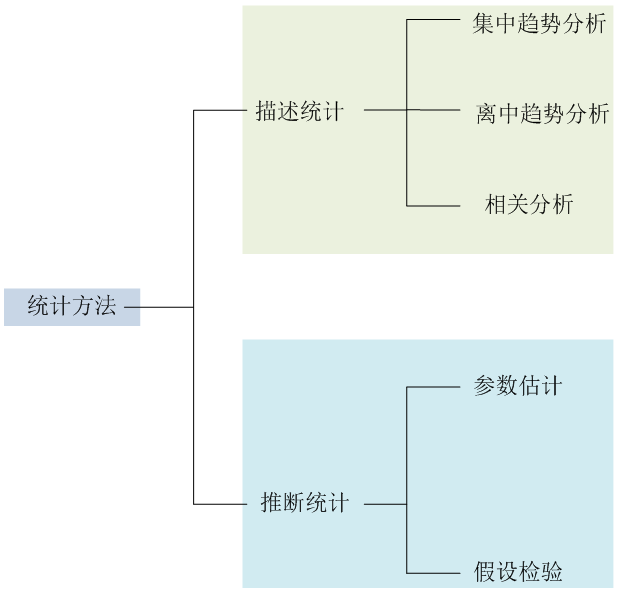 统计方法
描述统计
集中趋势分析
离中趋势分析
相关分析
推断统计
参数估计
假设检验